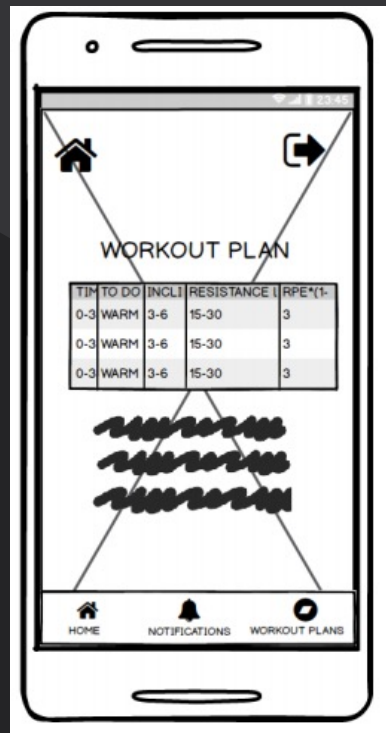 23:45
WORKOUT PLAN
TIM TO DO INCLI RESISTANCE L RPE*(1-
0-3 WARM 3-6 15-30 3
0-3 WARM 3-6 15-30 3
0-3 WARM 3-6 15-30 3
HOME NOTIFICATIONS WORKOUT PLANS